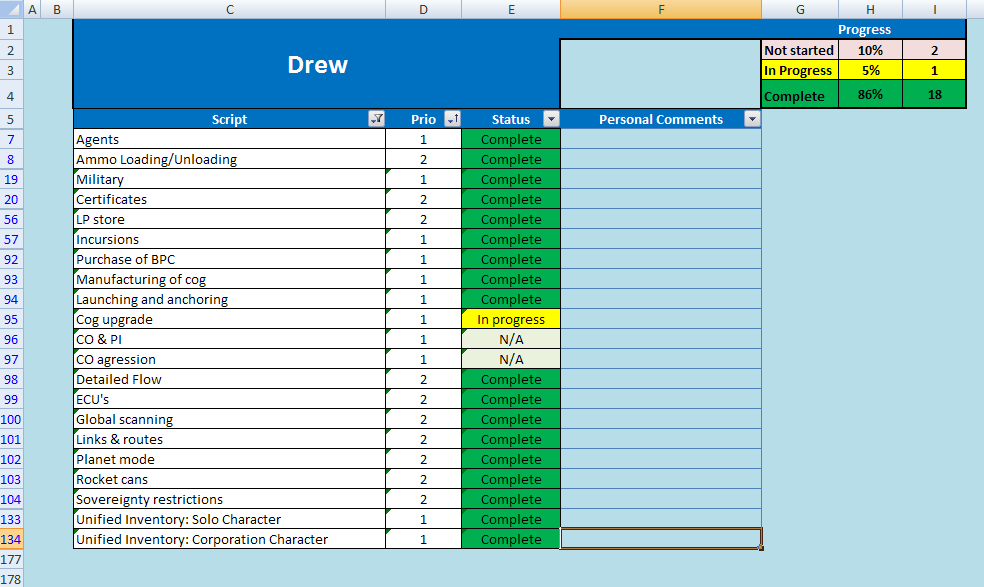 A B C D E F G H I
1 Progress
2 Drew Not started 10% 2
3 In Progress 5% 1
4 Complete 86% 18
5 Script Prio Status Personal Comments
7 Agents 1 Complete
8 Ammo Loading/Unloading 2 Complete
19 Military 1 Complete
20 Certificates 2 Complete
56 LP store 2 Complete
57 Incursions 1 Complete
92 Purchase of BPC 1 Complete
93 Manufacturing of cog 1 Complete
94 Launching and anchoring 1 Complete
95 Cog upgrade 1 In progress
96 CO & PI 1 N/A
97 CO agression 1 N/A
98 Detailed Flow 2 Complete
99 ECU's 2 Complete
100 Global scanning 2 Complete
101 Links & routes 2 Complete
102 Planet mode 2 Complete
103 Rocket cans 2 Complete
104 Sovereignty restrictions 2 Complete
133 Unified Inventory: Solo Character 1 Complete
134 Unified Inventory: Corporation Character 1 Complete
177
178